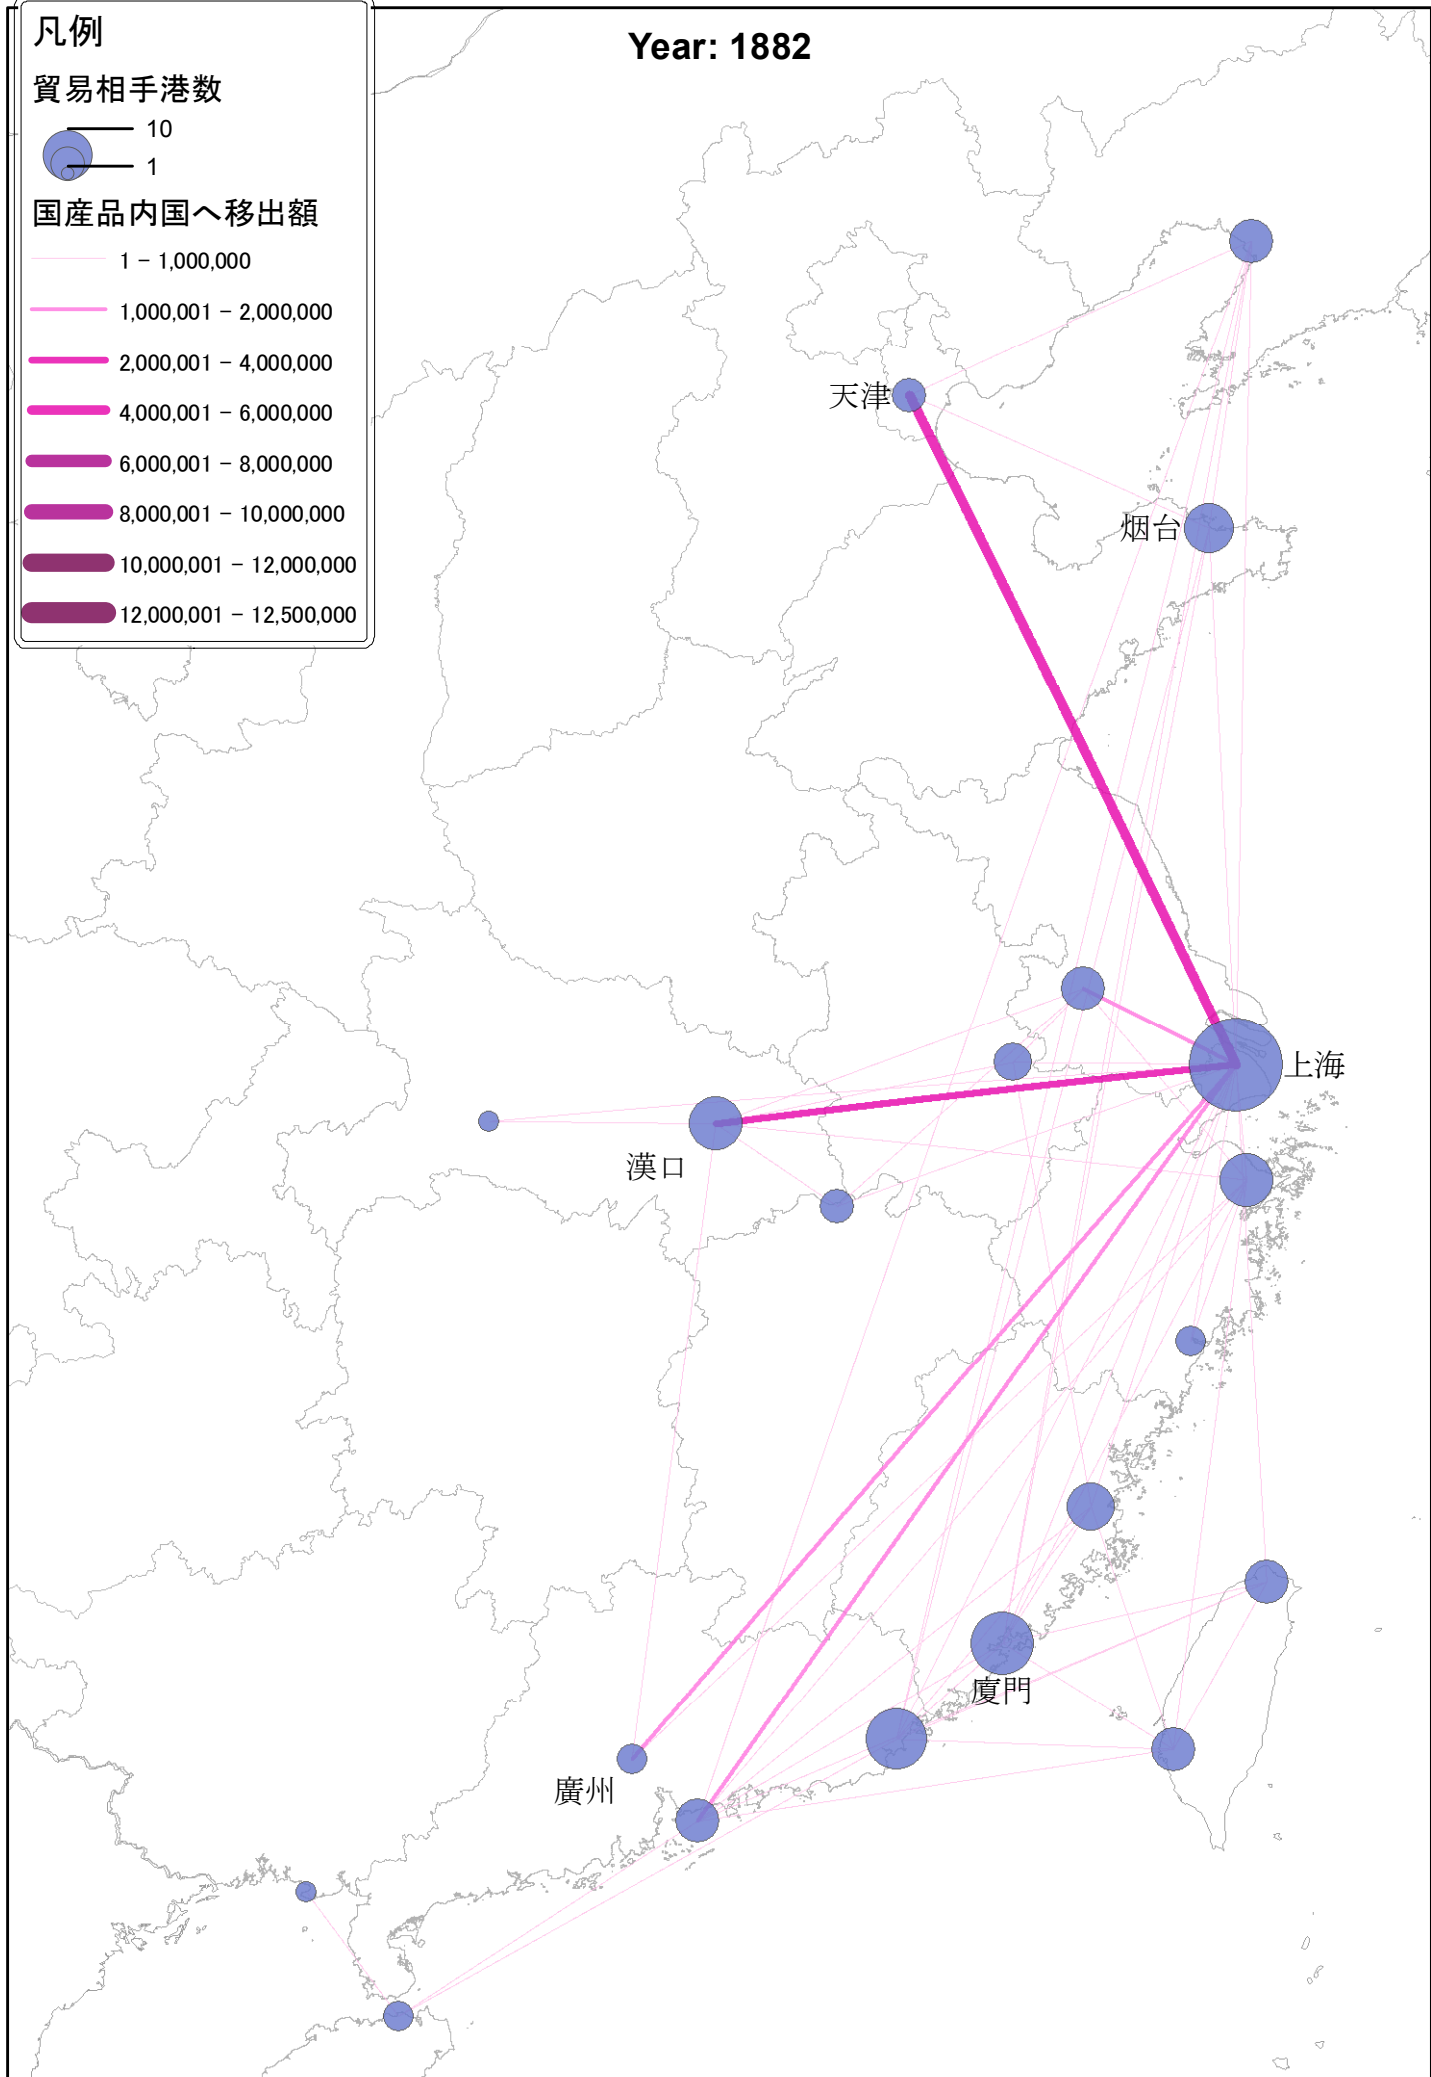 凡例
Year: 1882
貿易相手港数
10
1
国産品内国へ移出額
1 − 1,000,000
1,000,001 − 2,000,000
2,000,001 − 4,000,000
4,000,001 − 6,000,000
6,000,001 − 8,000,000
8,000,001 − 10,000,000
10,000,001 − 12,000,000
12,000,001 − 12,500,000
天津
烟台
上海
漢口
廈門
廣州